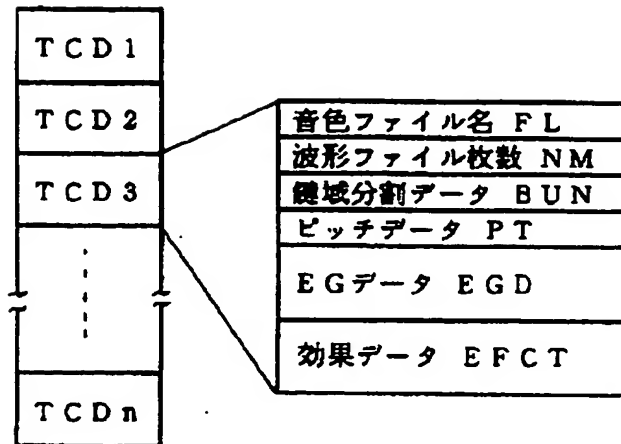 TCD1
TCD2
TCD3
TCDn
音色ファイル名 FL
波形ファイル枚数 NM
鍵域分割データ BUN
ピッチデータ PT
EGデータ EGD
効果データ EFCT